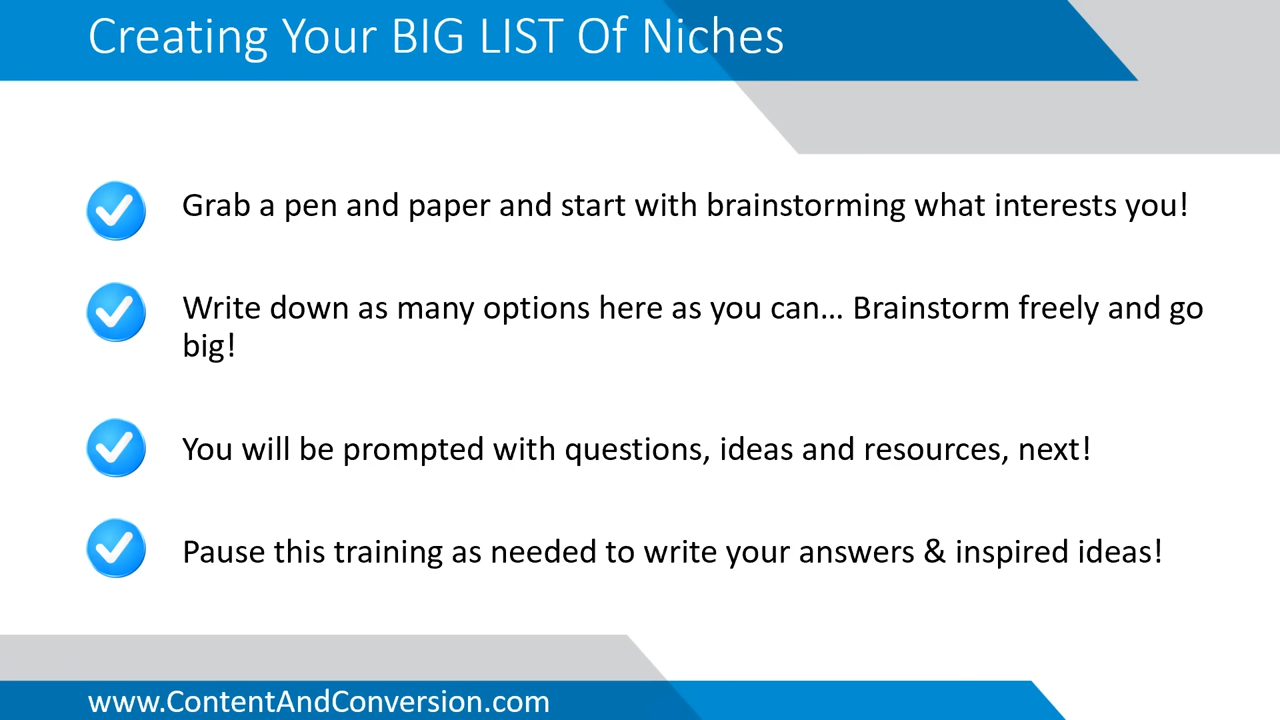 Creating Your BIG LIST Of Niches
Grab a pen and paper and start with brainstorming what interests you!
Write down as many options here as you can… Brainstorm freely and go
big!
You will be prompted with questions, ideas and resources, next!
Pause this training as needed to write your answers & inspired ideas!
www.ContentAndConversion.com